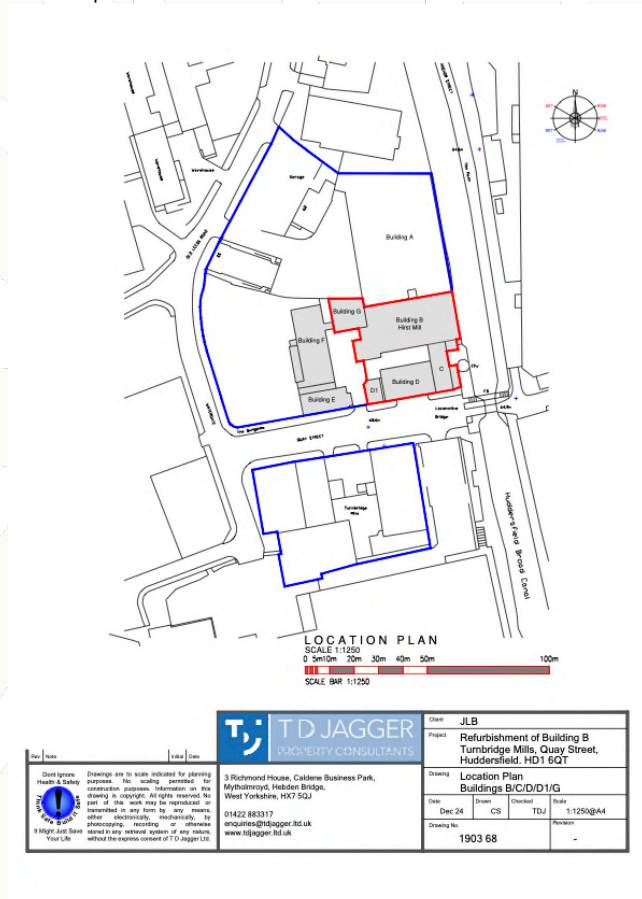 Warehouse
Warehouse
Warehouse
Garage
OLD LEEDS ROAD
Building A
Building G
Building B
Hirst Mill
Building F
C
Building D
D1
Building E
Chy
Locomotive
Bridge
WATERGATE
QUAY STREET
Turnbridge
Mills
Huddersfield Broad Canal
N
LOCATION PLAN
SCALE 1:1250
0 5m10m 20m 30m 40m 50m 100m
SCALE BAR 1:1250
Rev Note Initial Date
Dont Ignore
Health & Safety
Think Safe Build it Safe
It Might Just Save
Your Life
Drawings are to scale indicated for planning
purposes. No scaling permitted for
construction purposes. Information on this
drawing is copyright. All rights reserved. No
part of this work may be reproduced or
transmitted in any form by any means,
either electronically, mechanically, by
photocopying, recording or otherwise
stored in any retrieval system of any nature,
without the express consent of T D Jagger Ltd.
TDJ
TD JAGGER
PROPERTY CONSULTANTS
3 Richmond House, Caldene Business Park,
Mytholmroyd, Hebden Bridge,
West Yorkshire, HX7 5QJ
01422 883317
enquiries@tdjagger.ltd.uk
www.tdjagger.ltd.uk
Client JLB
Project Refurbishment of Building B
Turnbridge Mills, Quay Street,
Huddersfield. HD1 6QT
Drawing Location Plan
Buildings B/C/D/D1/G
Date Drawn Checked Scale
Dec 24 CS TDJ 1:1250@A4
Drawing No. Revision
1903 68 -